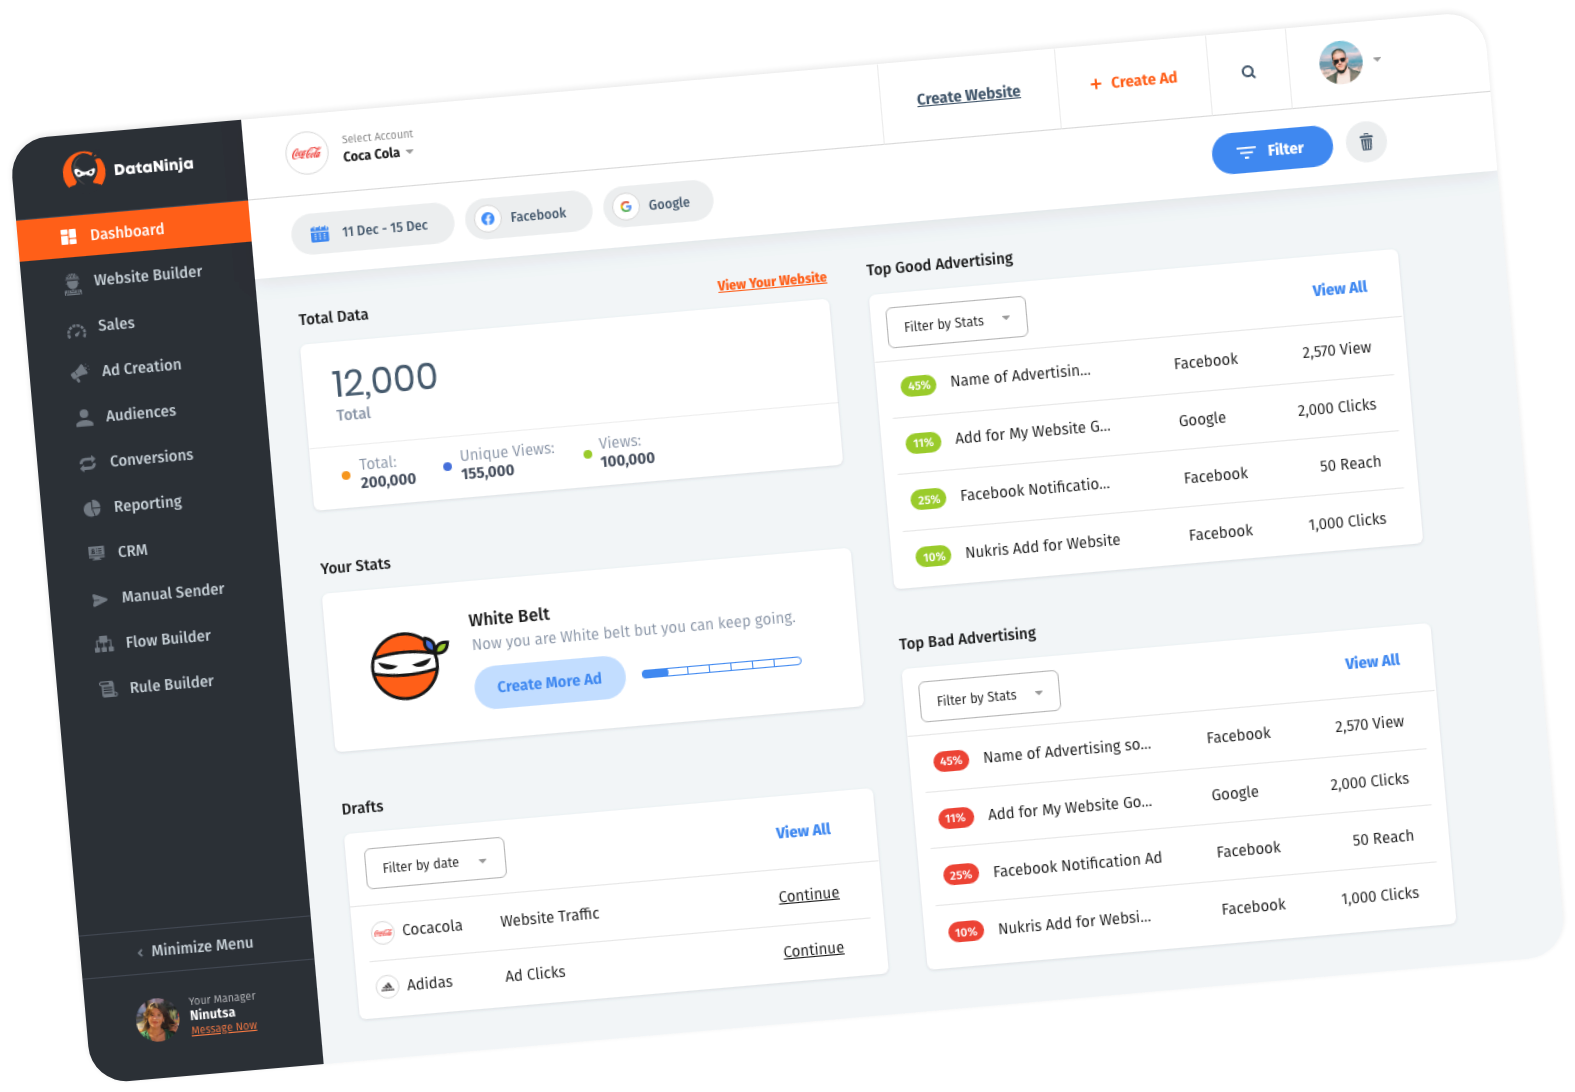 DataNinja
Dashboard
Website Builder
Sales
Ad Creation
Audiences
Conversions
Reporting
CRM
Manual Sender
Flow Builder
Rule Builder
Minimize Menu
Your Manager
Ninutsa
Message Now
Coca Cola
Select Account
Coca Cola
Create Website
+ Create Ad
11 Dec - 15 Dec
Facebook
Google
Filter
Total Data
View Your Website
12,000
Total
Total:
200,000
Unique Views:
155,000
Views:
100,000
Your Stats
White Belt
Now you are White belt but you can keep going.
Create More Ad
Drafts
Filter by date
View All
Cocacola Website Traffic Continue
Adidas Ad Clicks Continue
Top Good Advertising
Filter by Stats
View All
45% Name of Advertisin... Facebook 2,570 View
11% Add for My Website G... Google 2,000 Clicks
25% Facebook Notificatio... Facebook 50 Reach
10% Nukris Add for Website Facebook 1,000 Clicks
Top Bad Advertising
Filter by Stats
View All
45% Name of Advertising so... Facebook 2,570 View
11% Add for My Website Go... Google 2,000 Clicks
25% Facebook Notification Ad Facebook 50 Reach
10% Nukris Add for Websi... Facebook 1,000 Clicks